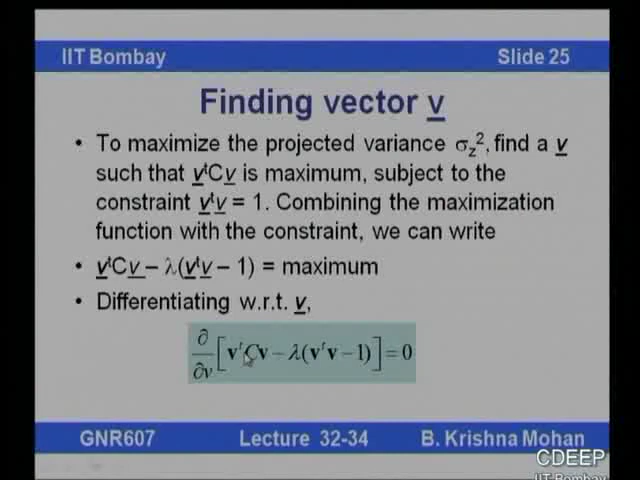 IIT Bombay
Slide 25
Finding vector v
• To maximize the projected variance σz², find a v
such that vᵗCv is maximum, subject to the
constraint vᵗv = 1. Combining the maximization
function with the constraint, we can write
• vᵗCv – λ(vᵗv – 1) = maximum
• Differentiating w.r.t. v,
∂/∂v [vᵗCv − λ(vᵗv − 1)] = 0
GNR607
Lecture 32-34
B. Krishna Mohan
CDEEP
IIT Bombay